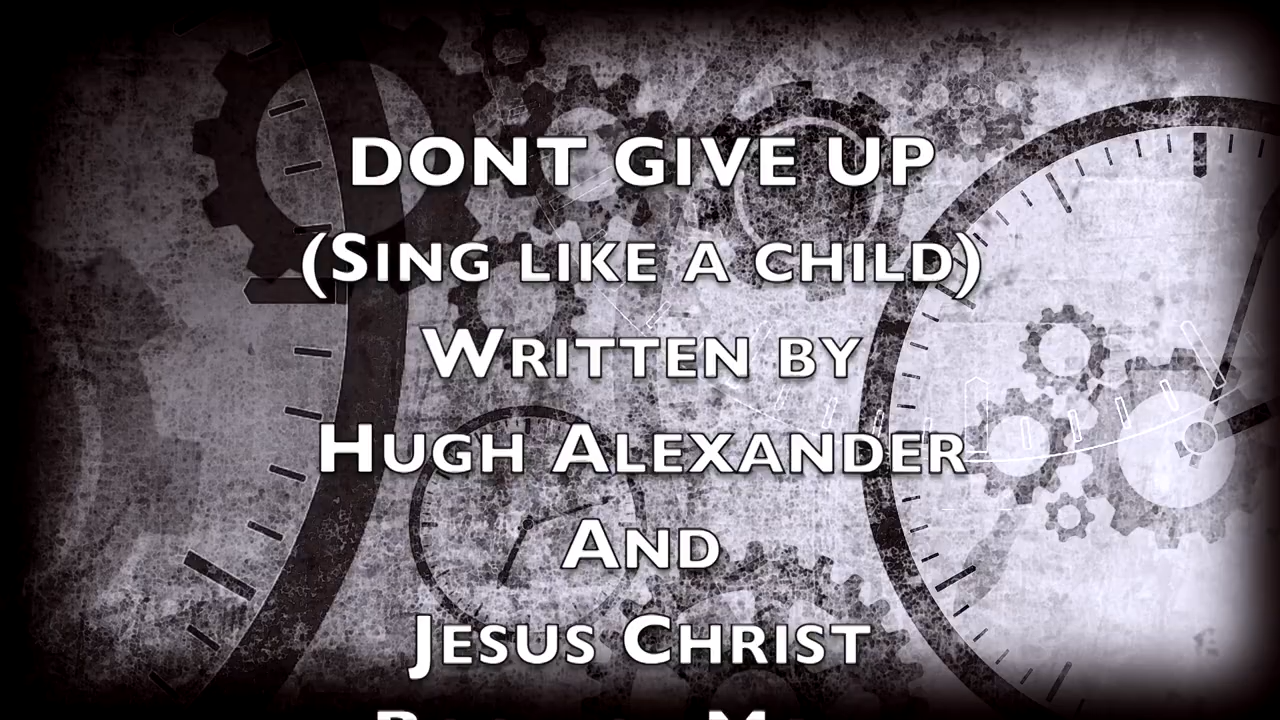 DONT GIVE UP
(SING LIKE A CHILD)
WRITTEN BY
HUGH ALEXANDER
AND
JESUS CHRIST